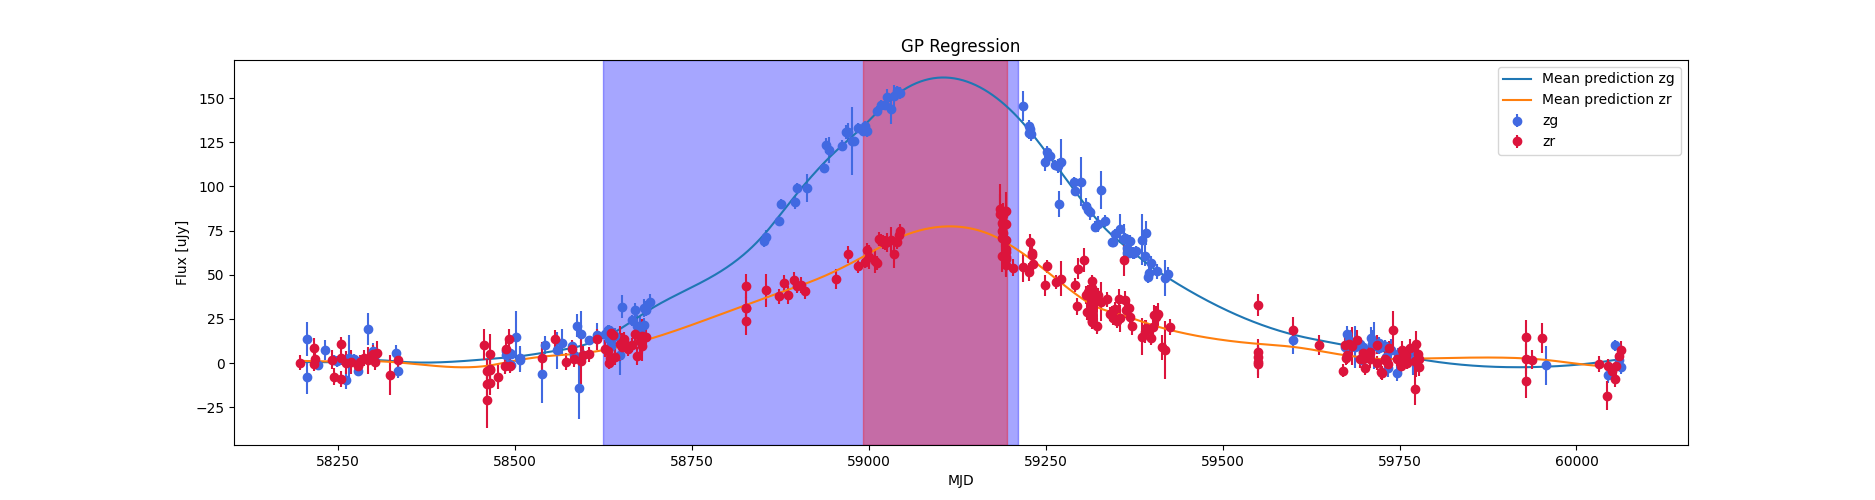 GP Regression
Mean prediction zg
Mean prediction zr
zg
zr
Flux [uJy]
150
125
100
75
50
25
0
−25
58250 58500 58750 59000 59250 59500 59750 60000
MJD